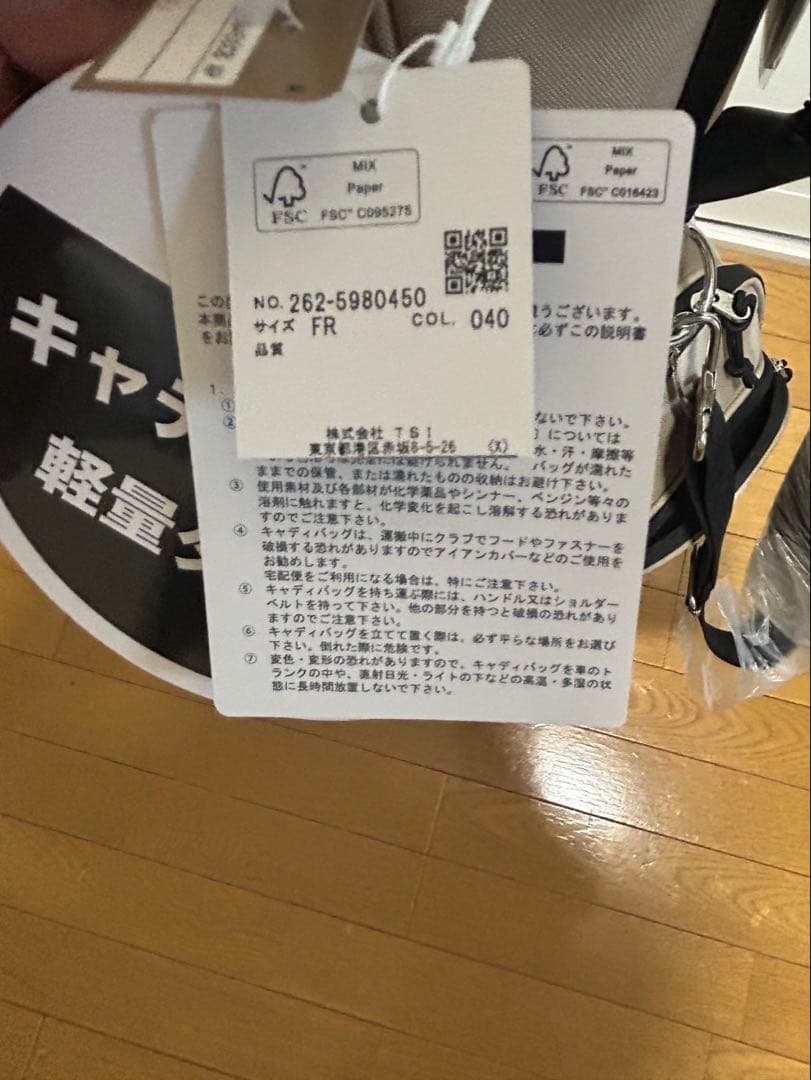 MIX
Paper
FSC
FSC™ C095275
MIX
Paper
FSC
FSC™ C016423
NO. 262-5980450
サイズ FR COL. 040
品質
株式会社 TSI
東京都港区赤坂8-5-26 (X)
キャデ
軽量
この
本
をお
うございます。
必ずこの説明書
1.
①
②
ないで下さい。
については
水・汗・摩擦等
は避けられません。 バッグが濡れた
ままでの保管、または濡れたものの収納はお避け下さい。
③ 使用素材及び各部材が化学薬品やシンナー、ベンジン等々の
溶剤に触れますと、化学変化を起こし溶解する恐れがありま
すのでご注意下さい。
④ キャディバッグは、運搬中にクラブでフードやファスナーを
破損する恐れがありますのでアイアンカバーなどのご使用を
お勧めします。
宅配便をご利用になる場合は、特にご注意下さい。
⑤ キャディバッグを持ち運ぶ際には、ハンドル又はショルダー
ベルトを持って下さい。他の部分を持つと破損の恐れがあり
ますのでご注意下さい。
⑥ キャディバッグを立てて置く際は、必ず平らな場所をお選び
下さい。倒れた際に危険です。
⑦ 変色・変形の恐れがありますので、キャディバッグを車のト
ランクの中や、直射日光・ライトの下などの高温・多湿の状
態に長時間放置しないで下さい。